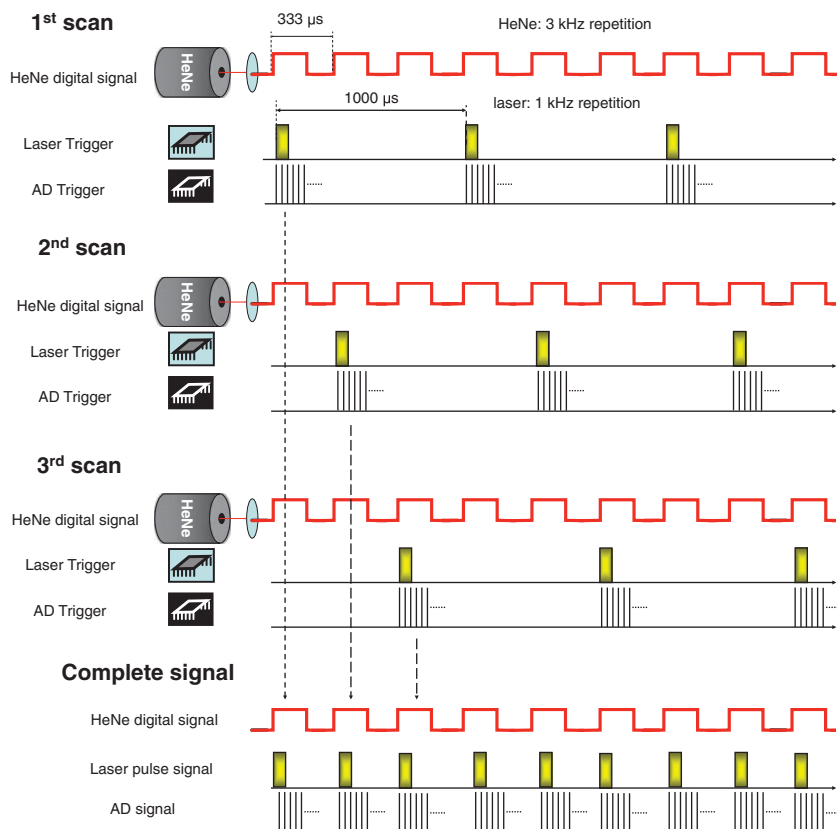 1st scan
333 µs
HeNe: 3 kHz repetition
HeNe digital signal
HeNe
1000 µs
laser: 1 kHz repetition
Laser Trigger
AD Trigger
2nd scan
HeNe digital signal
HeNe
Laser Trigger
AD Trigger
3rd scan
HeNe digital signal
HeNe
Laser Trigger
AD Trigger
Complete signal
HeNe digital signal
Laser pulse signal
AD signal